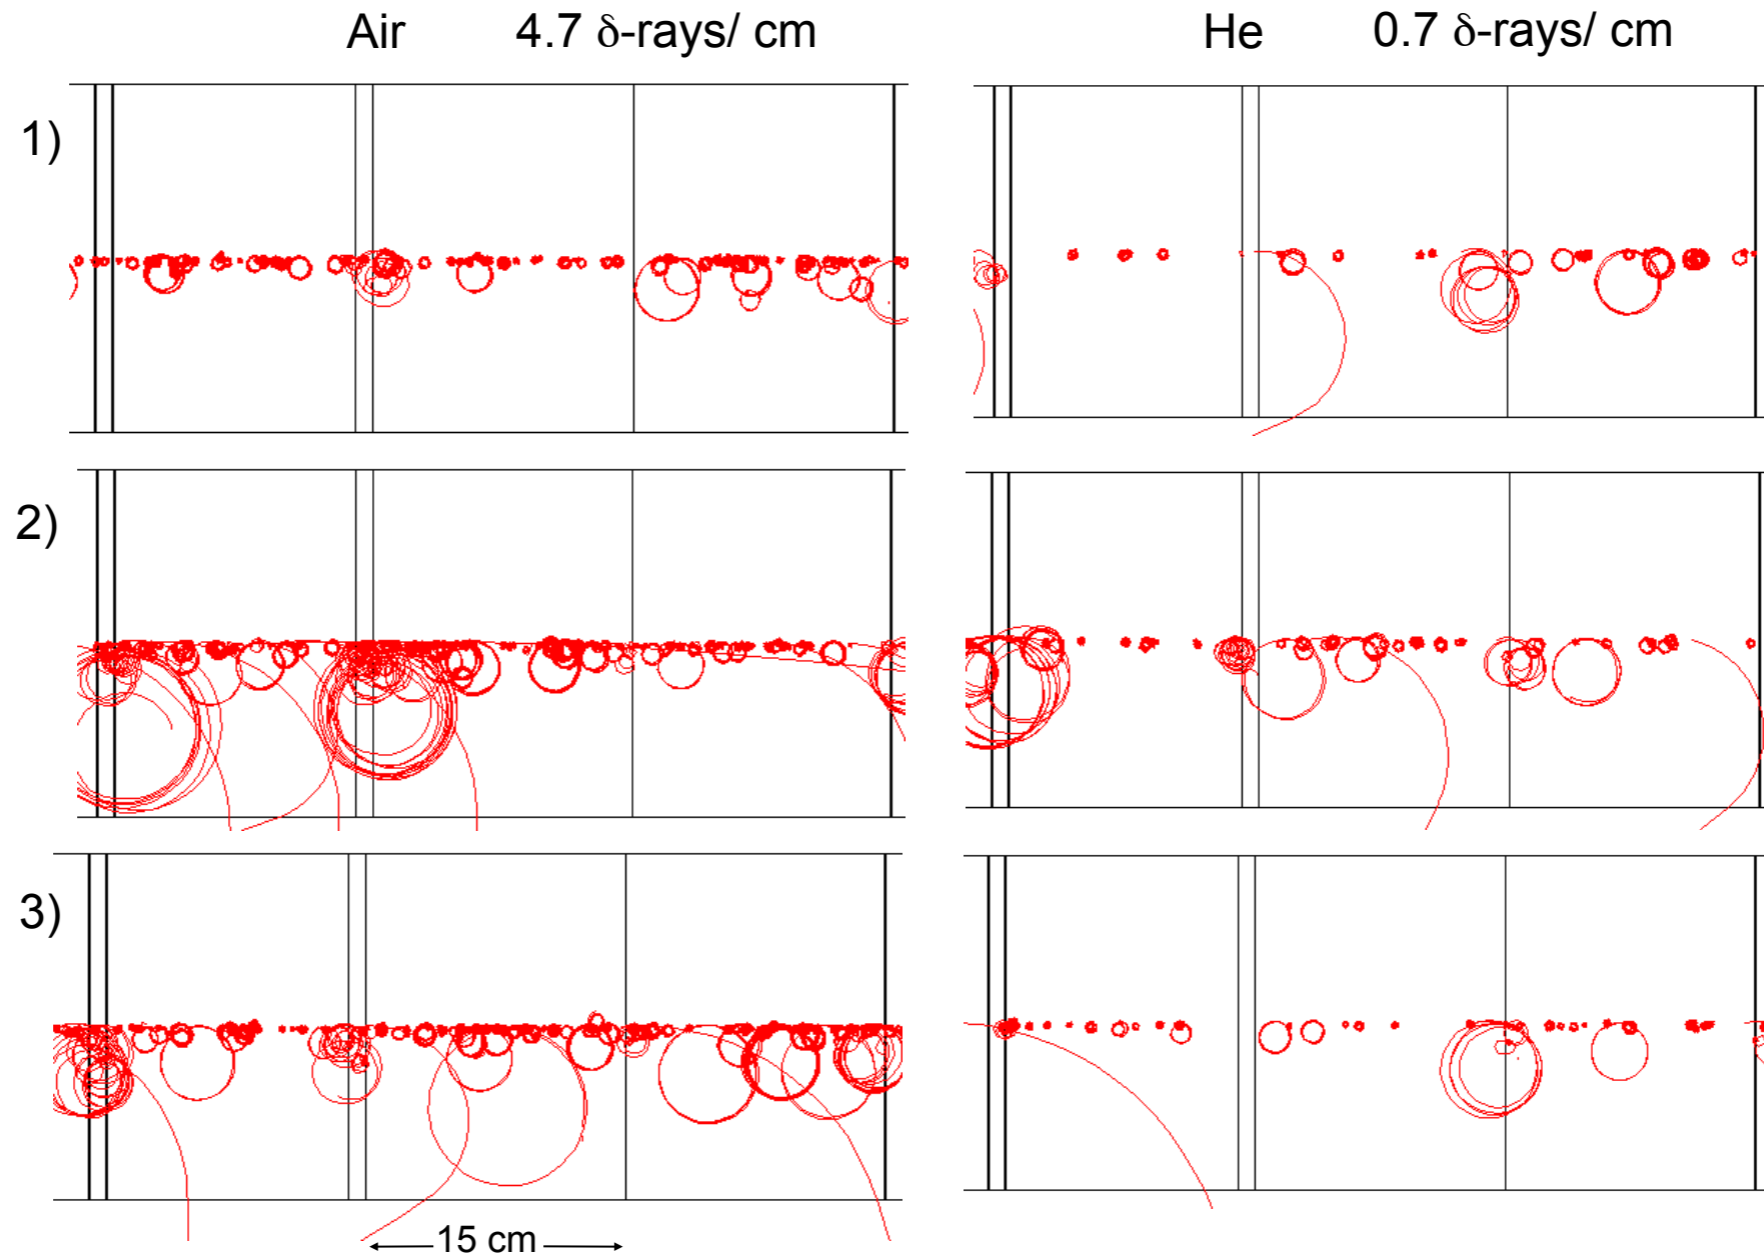 Air 4.7 δ-rays/ cm
He 0.7 δ-rays/ cm
1)
2)
3)
15 cm